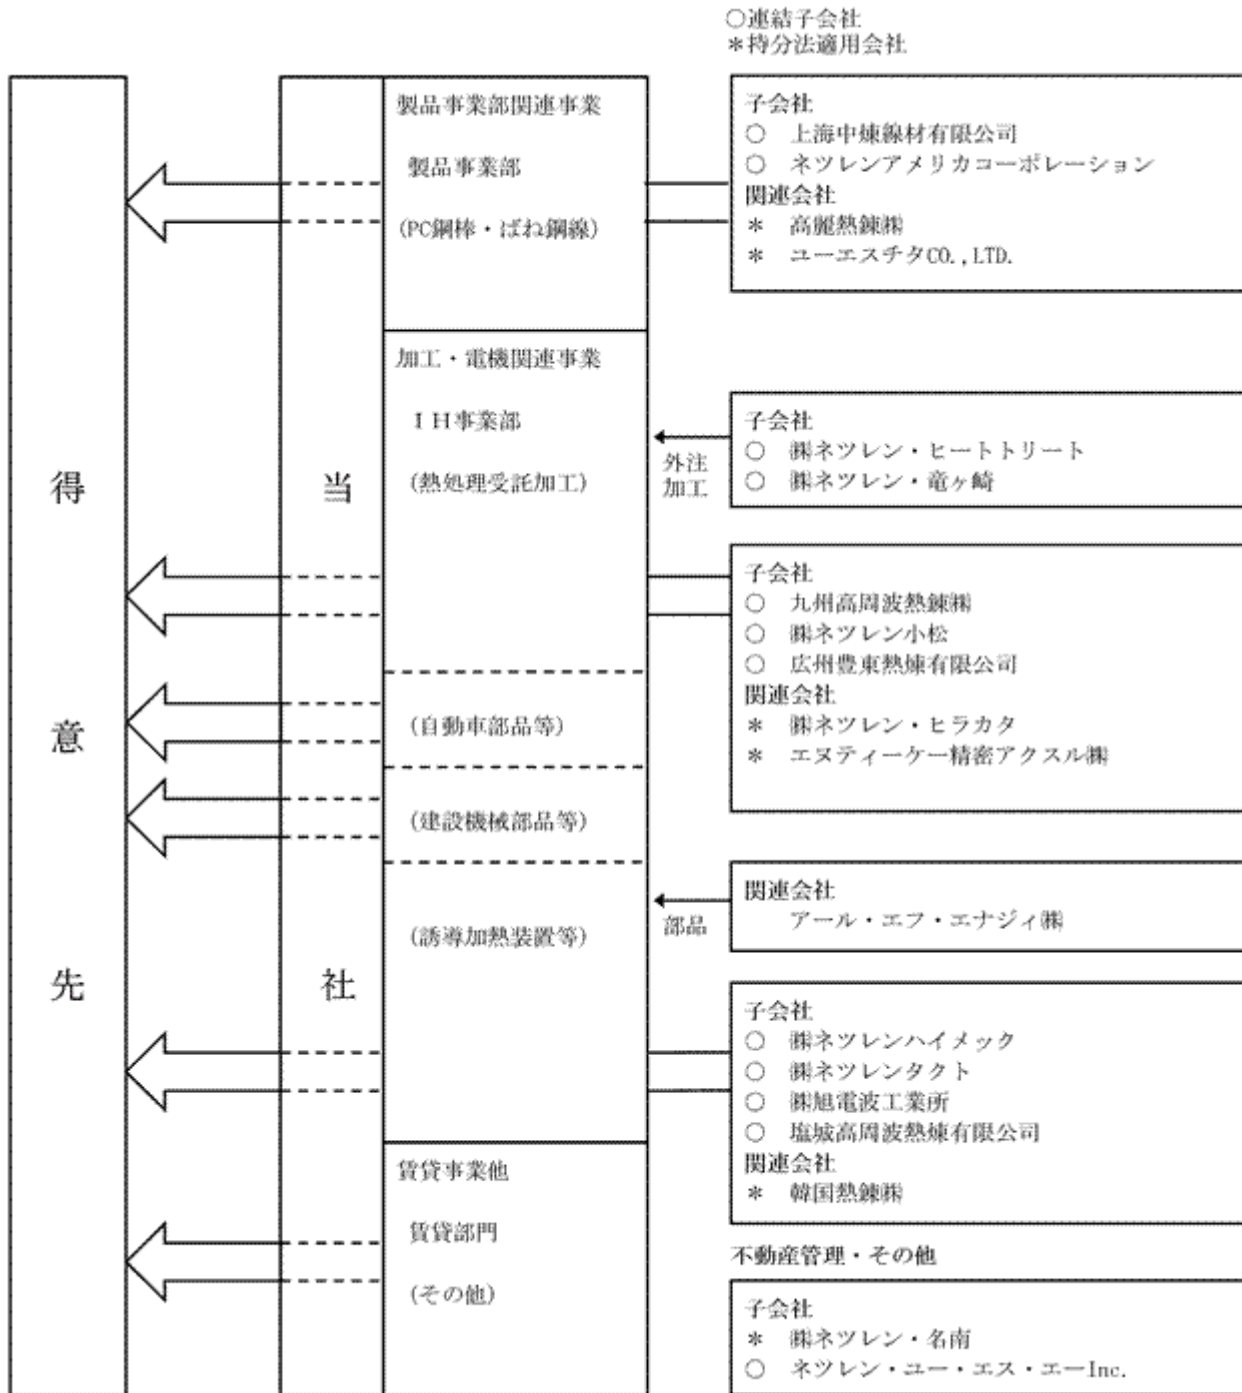 ○連結子会社
＊持分法適用会社
得意先
当社
製品事業部関連事業
製品事業部
(PC鋼棒・ばね鋼線)
子会社
○ 上海中煉線材有限公司
○ ネツレンアメリカコーポレーション
関連会社
＊ 高麗熱錬㈱
＊ ユーエスチタCO.,LTD.
加工・電機関連事業
ＩＨ事業部
(熱処理受託加工)
外注
加工
子会社
○ ㈱ネツレン・ヒートトリート
○ ㈱ネツレン・竜ヶ崎
子会社
○ 九州高周波熱錬㈱
○ ㈱ネツレン小松
○ 広州豊東熱煉有限公司
関連会社
＊ ㈱ネツレン・ヒラカタ
＊ エヌティーケー精密アクスル㈱
(自動車部品等)
(建設機械部品等)
(誘導加熱装置等)
部品
関連会社
アール・エフ・エナジィ㈱
子会社
○ ㈱ネツレンハイメック
○ ㈱ネツレンタクト
○ ㈱旭電波工業所
○ 塩城高周波熱煉有限公司
関連会社
＊ 韓国熱錬㈱
賃貸事業他
賃貸部門
(その他)
不動産管理・その他
子会社
＊ ㈱ネツレン・名南
○ ネツレン・ユー・エス・エーInc.